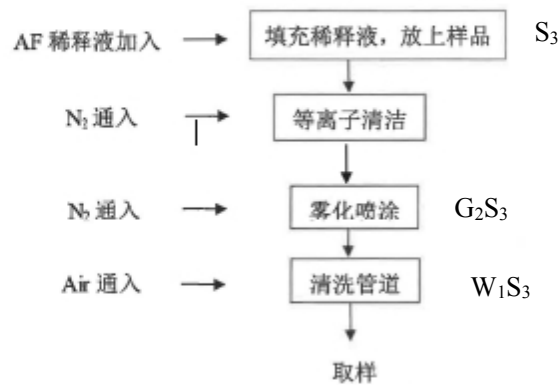 AF 稀释液加入 填充稀释液，放上样品 S₃
N₂ 通入 等离子清洁
N₂ 通入 雾化喷涂 G₂S₃
Air 通入 清洗管道 W₁S₃
取样